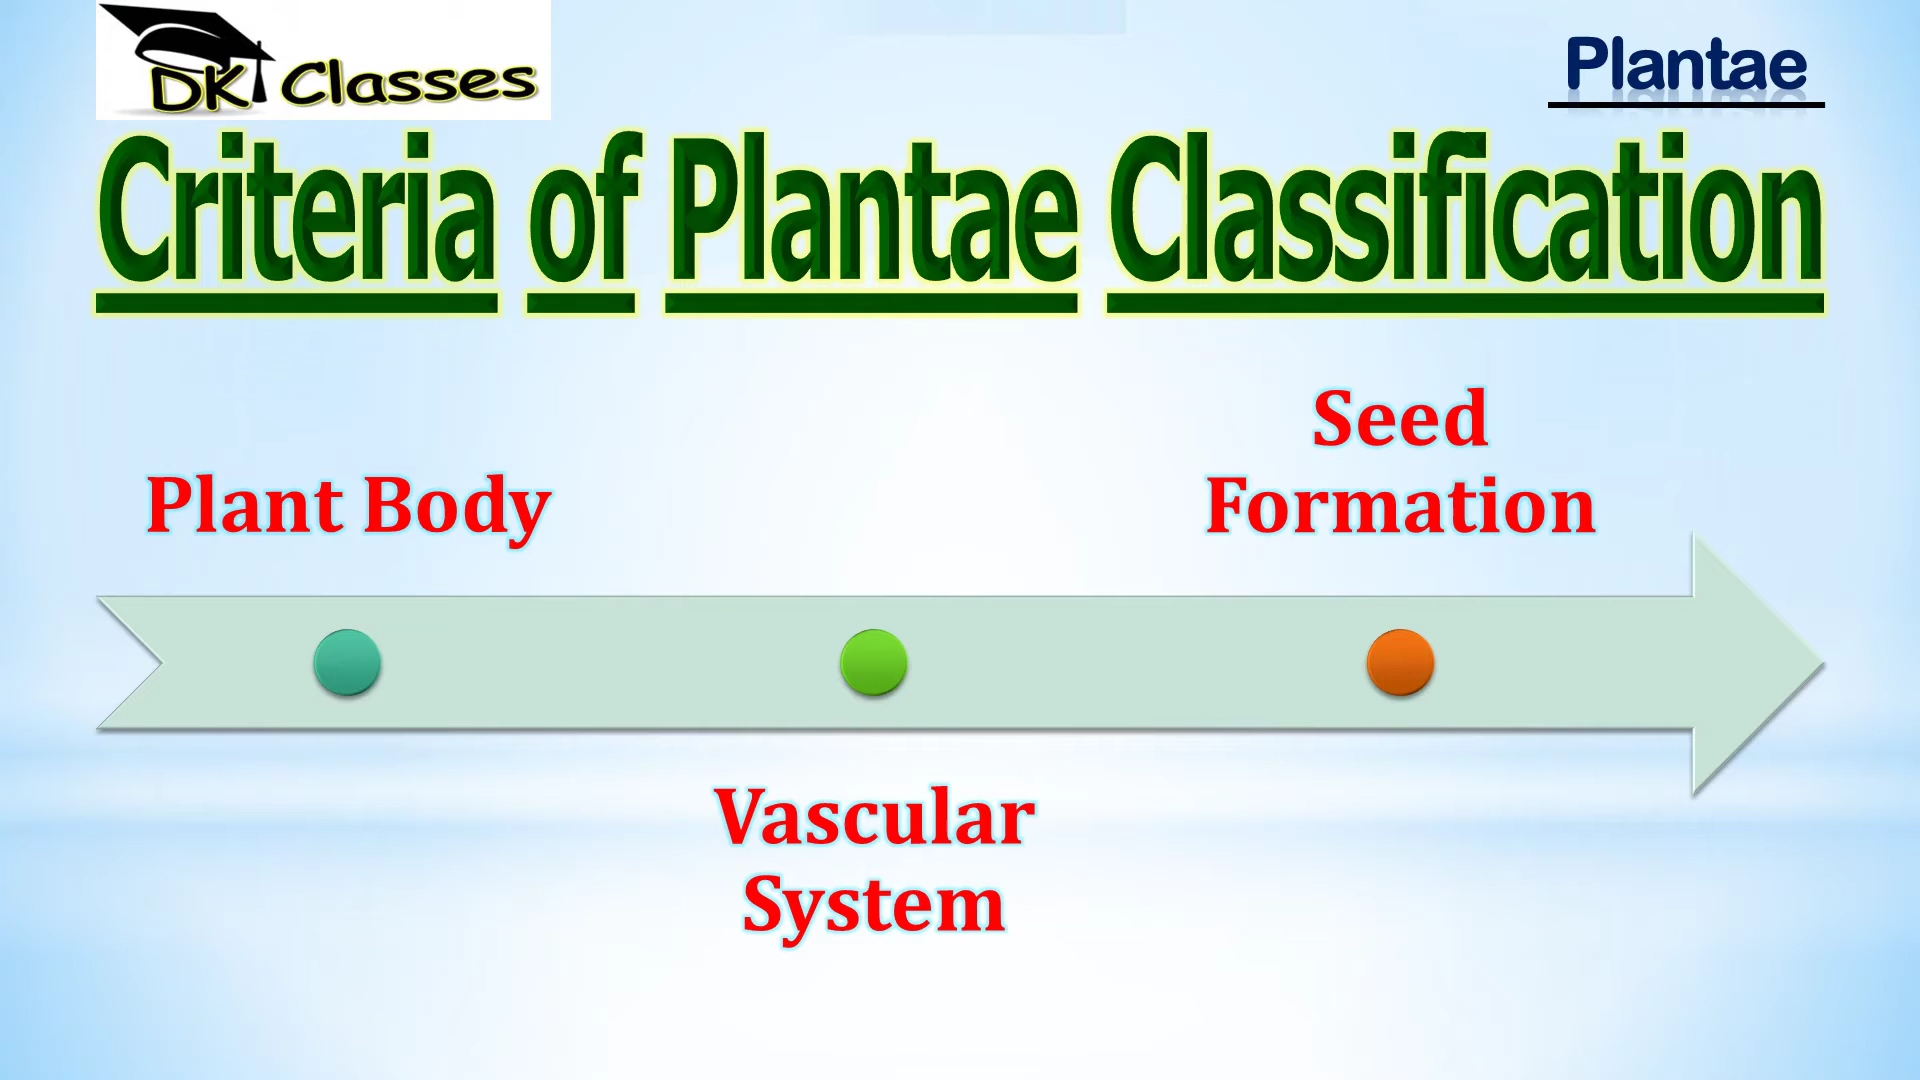 DK Classes
Plantae
Criteria of Plantae Classification
Seed
Formation
Plant Body
Vascular
System